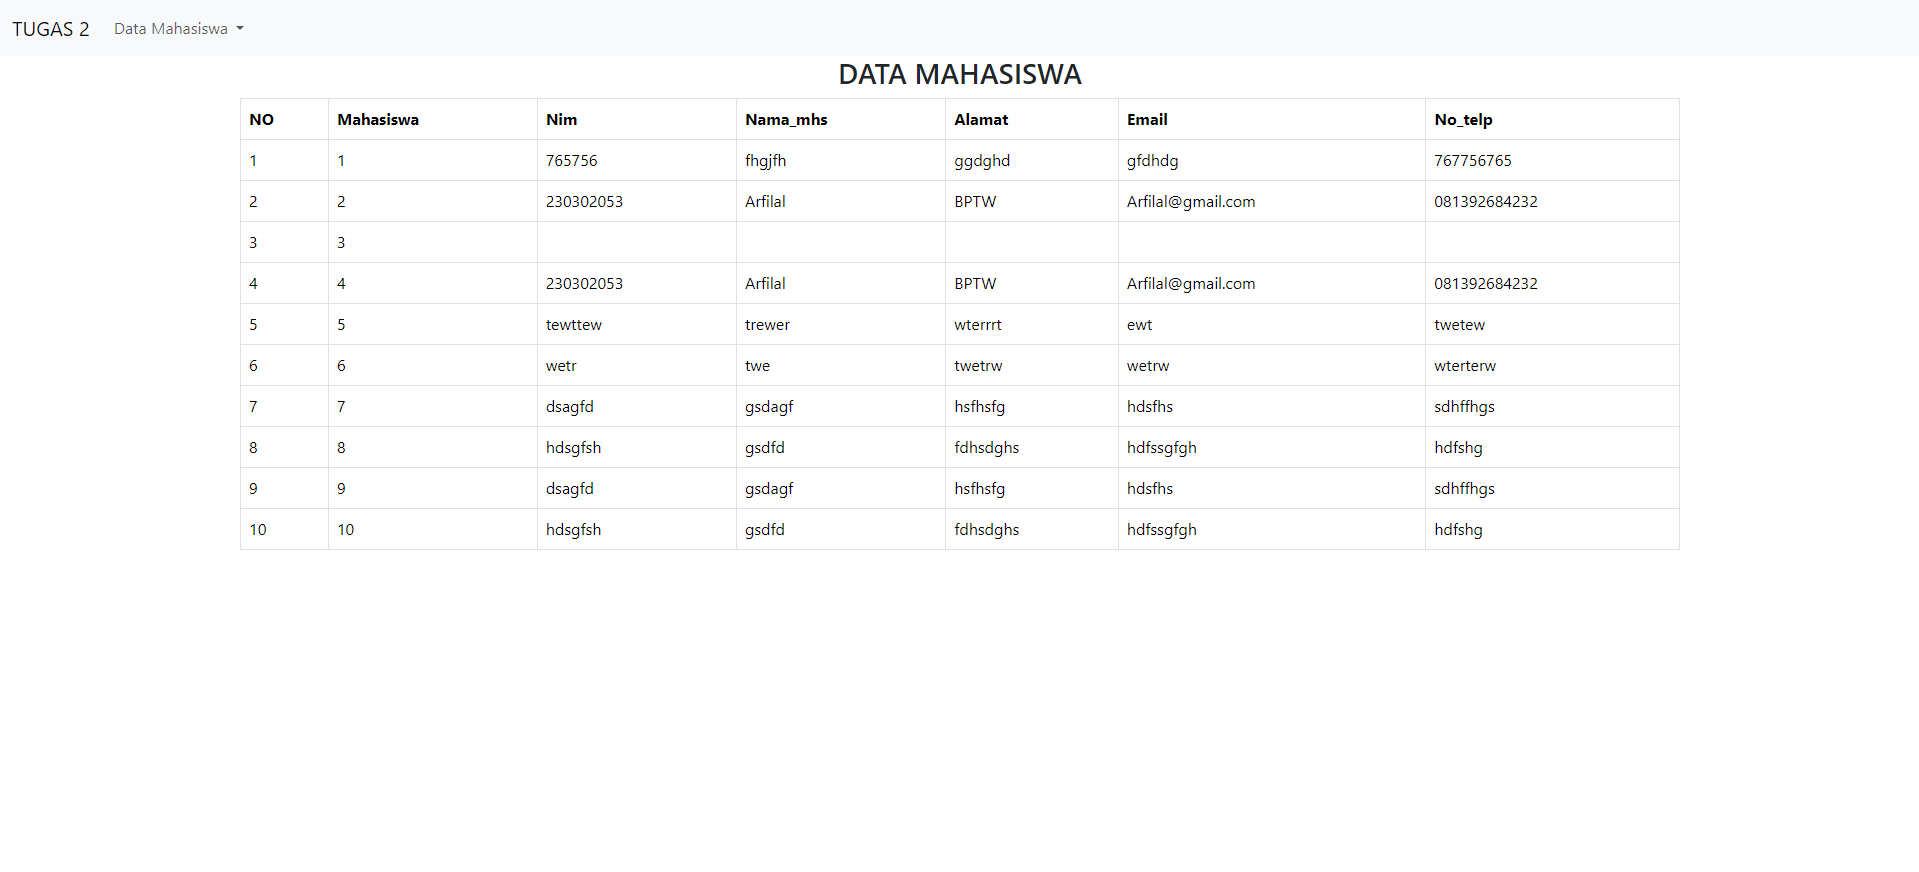 TUGAS 2 Data Mahasiswa
DATA MAHASISWA
NO Mahasiswa Nim Nama_mhs Alamat Email No_telp
1 1 765756 fhgjfh ggdghd gfdhdg 767756765
2 2 230302053 Arfilal BPTW Arfilal@gmail.com 081392684232
3 3
4 4 230302053 Arfilal BPTW Arfilal@gmail.com 081392684232
5 5 tewttew trewer wterrrt ewt twetew
6 6 wetr twe twetrw wetrw wterterw
7 7 dsagfd gsdagf hsfhsfg hdsfhs sdhffhgs
8 8 hdsgfsh gsdfd fdhsdghs hdfssgfgh hdfshg
9 9 dsagfd gsdagf hsfhsfg hdsfhs sdhffhgs
10 10 hdsgfsh gsdfd fdhsdghs hdfssgfgh hdfshg